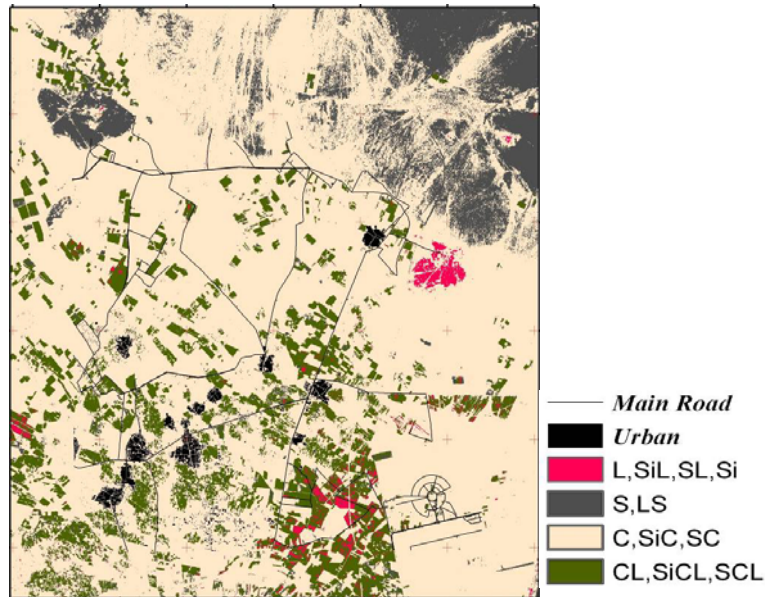 Main Road
Urban
L,SiL,SL,Si
S,LS
C,SiC,SC
CL,SiCL,SCL